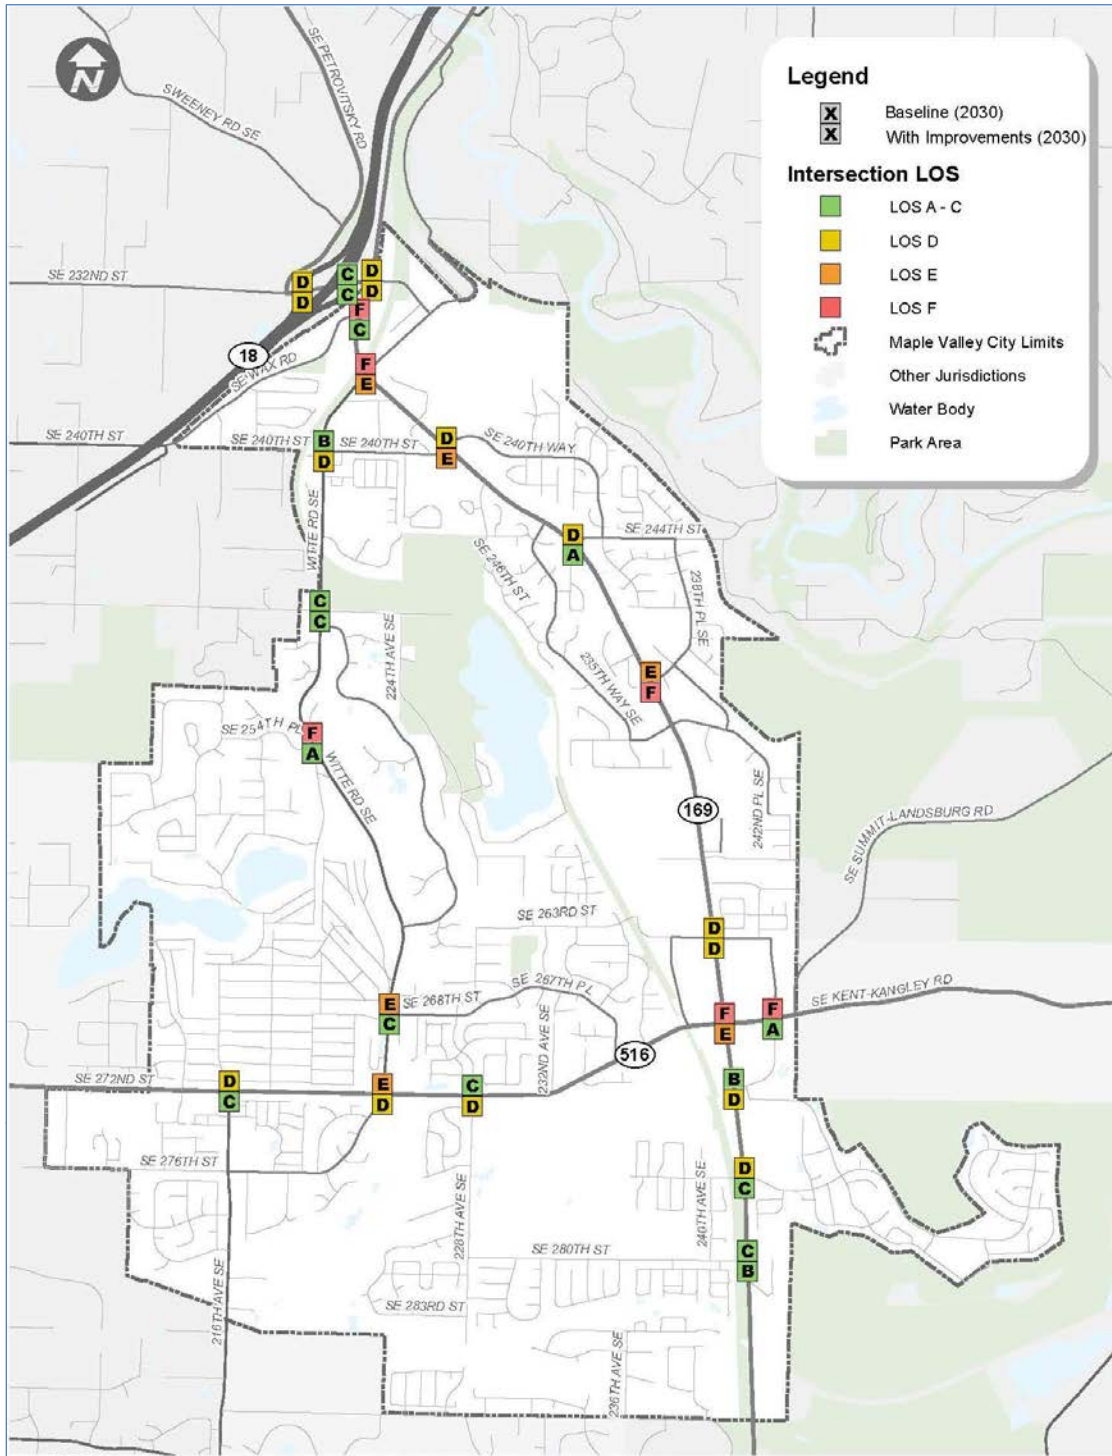 N
SE PETROVITSKY RD
SWEENEY RD SE
Legend
X
X
Baseline (2030)
With Improvements (2030)
Intersection LOS
LOS A - C
LOS D
LOS E
LOS F
Maple Valley City Limits
Other Jurisdictions
Water Body
Park Area
SE 232ND ST
D
D
C
C
D
D
F
C
18
SE WAX RD
F
E
SE 240TH ST
SE 240TH ST
B
D
SE 240TH ST
D
E
SE 240TH WAY
WITTE RD SE
D
A
SE 244TH ST
SE 246TH ST
238TH PL SE
C
C
224TH AVE SE
235TH WAY SE
E
F
SE 254TH PL
F
A
WITTE RD SE
169
242ND PL SE
SE SUMMIT-LANDSBURG RD
SE 263RD ST
D
D
SE 267TH PL
SE 268TH ST
E
C
232ND AVE SE
SE KENT-KANGLEY RD
F
E
F
A
516
SE 272ND ST
D
C
E
D
C
D
B
D
SE 276TH ST
D
C
228TH AVE SE
240TH AVE SE
SE 280TH ST
C
B
SE 283RD ST
216TH AVE SE
236TH AVE SE